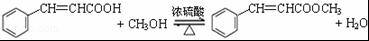 CH=CHCOOH + CH₃OH 浓硫酸 ⇌ △ CH=CHCOOCH₃ + H₂O